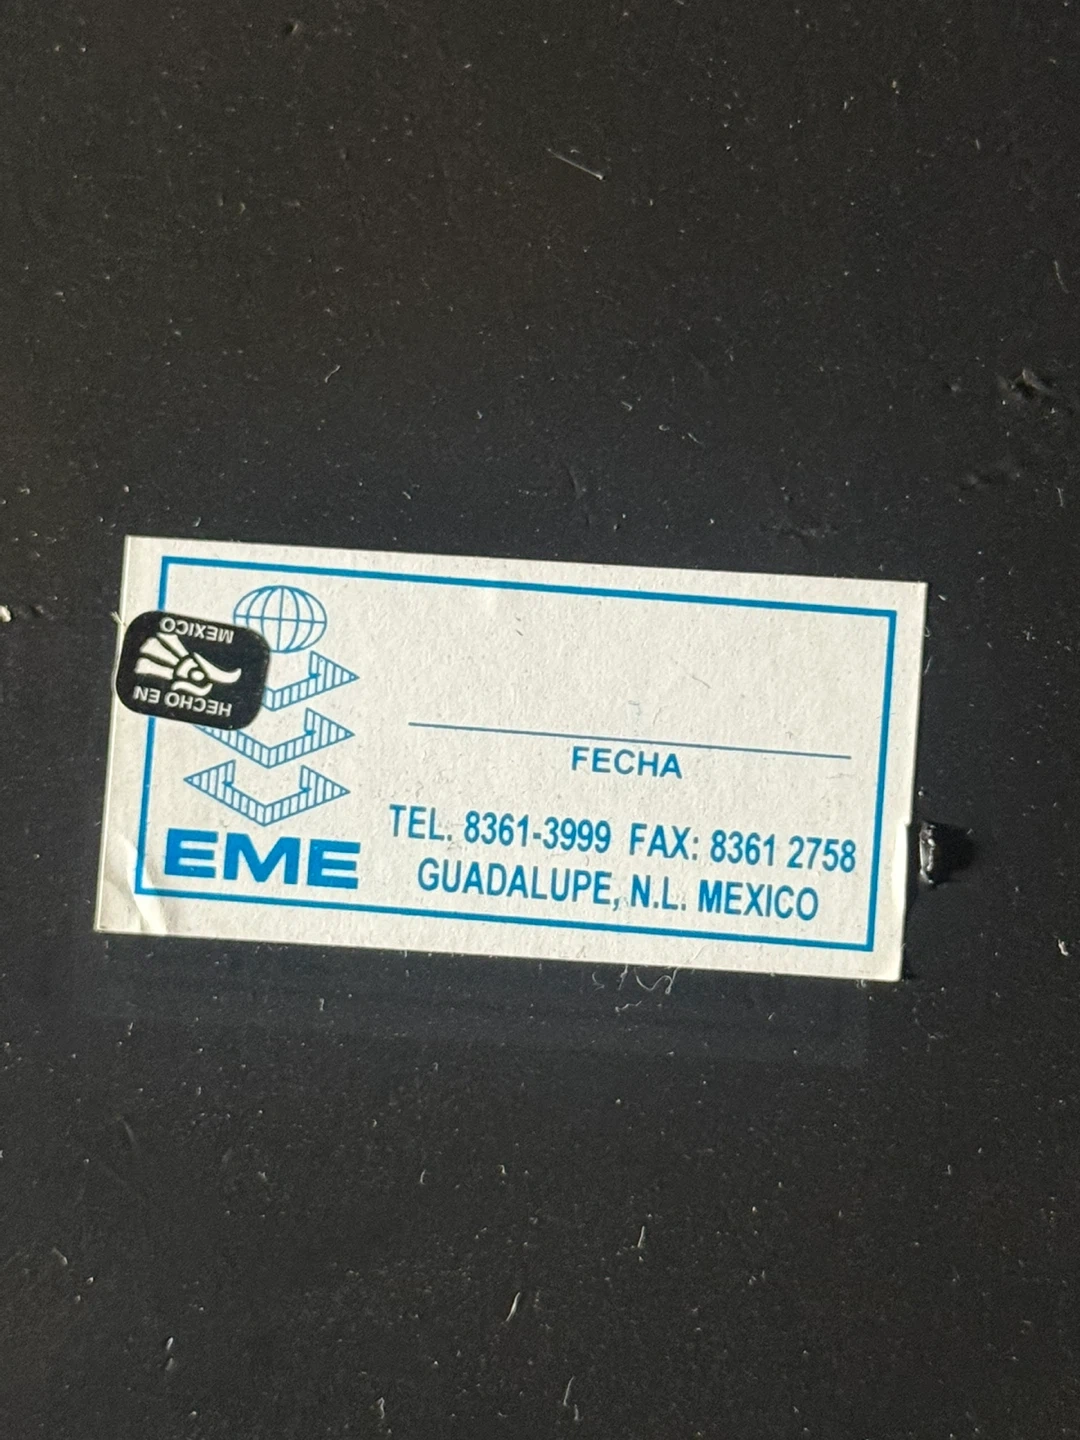 HECHO EN
MEXICO
FECHA
TEL. 8361-3999 FAX: 8361 2758
GUADALUPE, N.L. MEXICO
EME